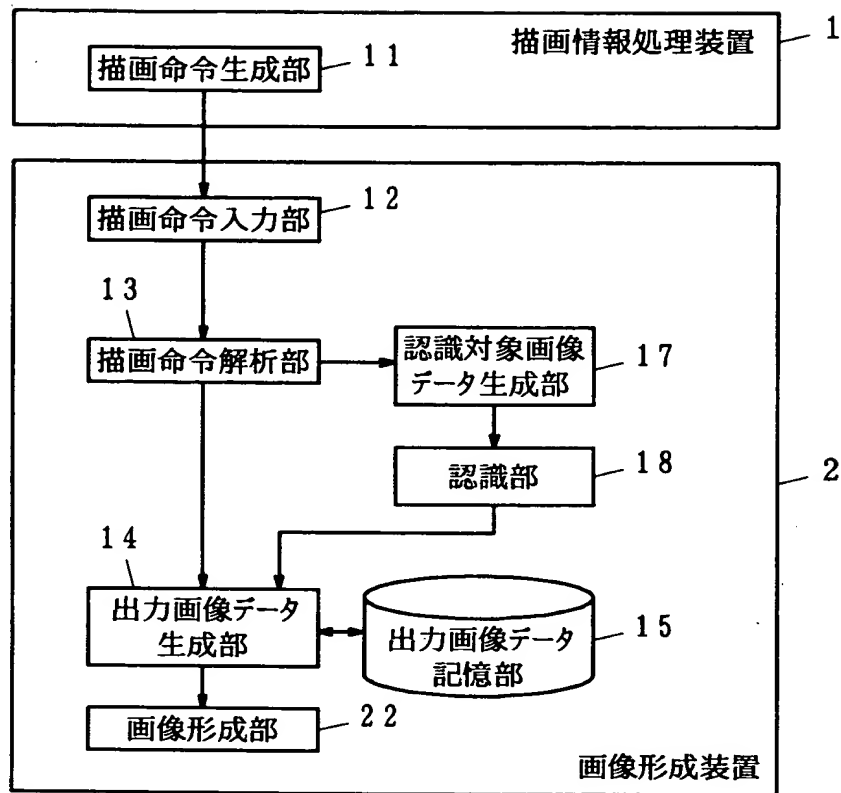 描画情報処理装置
1
描画命令生成部
11
描画命令入力部
12
13
描画命令解析部
認識対象画像
データ生成部
17
認識部
18
2
14
出力画像データ
生成部
出力画像データ
記憶部
15
画像形成部
22
画像形成装置